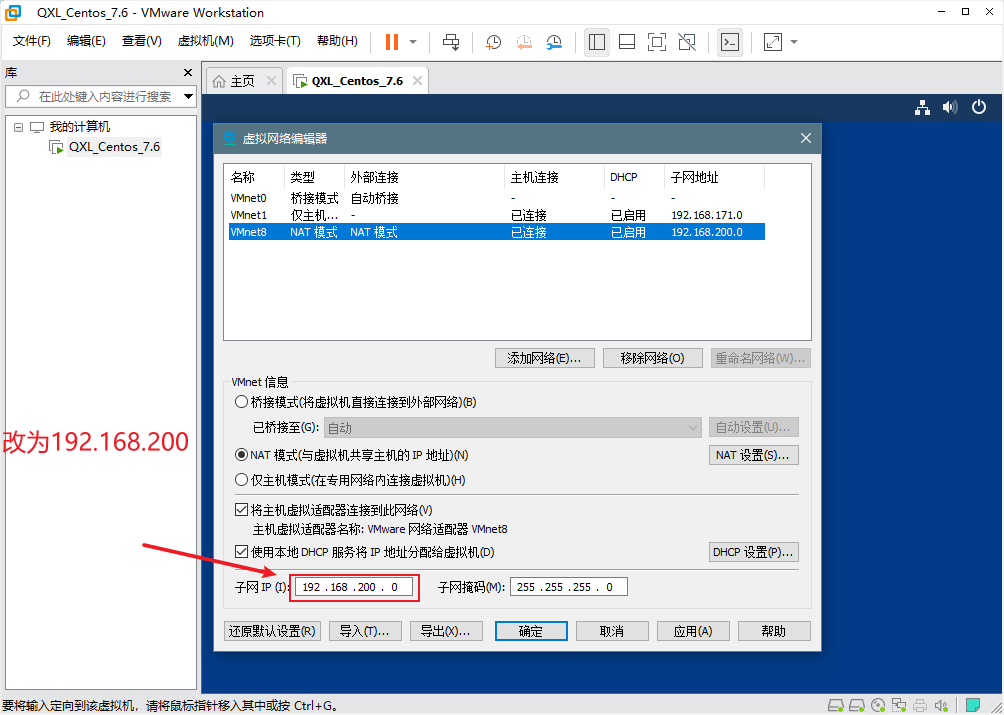 QXL_Centos_7.6 - VMware Workstation
文件(F) 编辑(E) 查看(V) 虚拟机(M) 选项卡(T) 帮助(H)
库
主页 QXL_Centos_7.6
在此处键入内容进行搜索
我的计算机
QXL_Centos_7.6
虚拟网络编辑器
名称 类型 外部连接 主机连接 DHCP 子网地址
VMnet0 桥接模式 自动桥接 - - -
VMnet1 仅主机... - 已连接 已启用 192.168.171.0
VMnet8 NAT 模式 NAT 模式 已连接 已启用 192.168.200.0
添加网络(E)... 移除网络(O) 重命名网络(W)...
VMnet 信息
桥接模式(将虚拟机直接连接到外部网络)(B)
已桥接至(G): 自动 自动设置(U)...
改为192.168.200
NAT 模式(与虚拟机共享主机的 IP 地址)(N) NAT 设置(S)...
仅主机模式(在专用网络内连接虚拟机)(H)
将主机虚拟适配器连接到此网络(V)
主机虚拟适配器名称: VMware 网络适配器 VMnet8
使用本地 DHCP 服务将 IP 地址分配给虚拟机(D) DHCP 设置(P)...
子网 IP (I): 192 . 168 . 200 . 0 子网掩码(M): 255 . 255 . 255 . 0
还原默认设置(R) 导入(T)... 导出(X)... 确定 取消 应用(A) 帮助
要将输入定向到该虚拟机，请将鼠标指针移入其中或按 Ctrl+G。